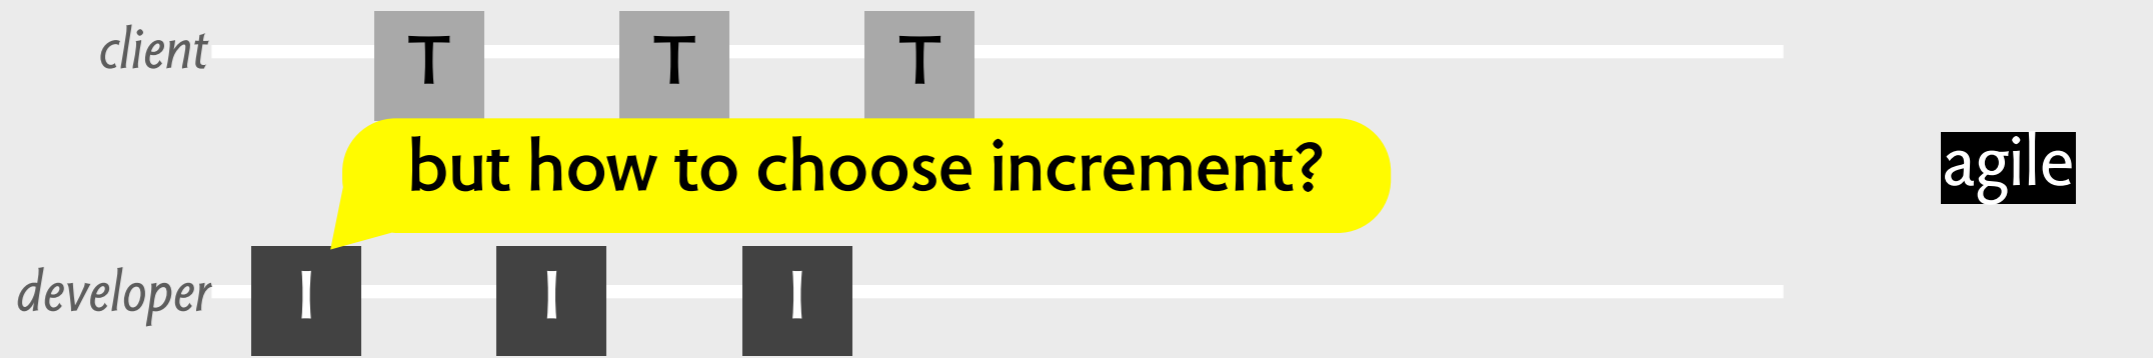 client T T T
but how to choose increment?
agile
developer I I I